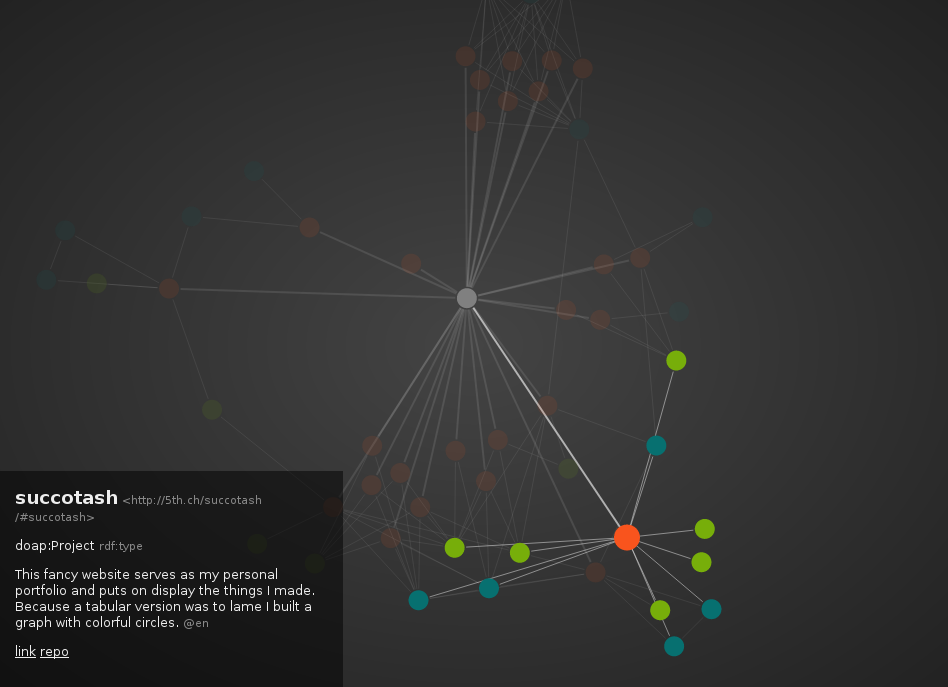 succotash <http://5th.ch/succotash
/#succotash>
doap:Project rdf:type
This fancy website serves as my personal
portfolio and puts on display the things I made.
Because a tabular version was to lame I built a
graph with colorful circles. @en
link repo